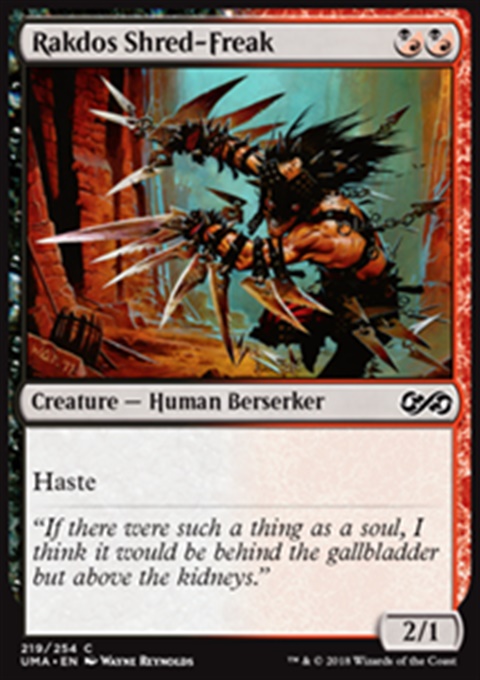 Rakdos Shred-Freak
Creature — Human Berserker
Haste
“If there were such a thing as a soul, I
think it would be behind the gallbladder
but above the kidneys.”
2/1
219/254 C
UMA • EN Wayne Reynolds
™ & © 2018 Wizards of the Coast